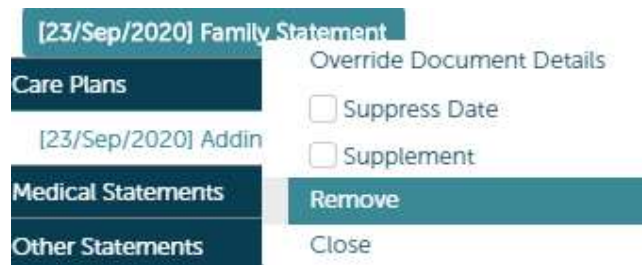 [23/Sep/2020] Family Statement
Override Document Details
Care Plans
Suppress Date
[23/Sep/2020] Addin
Supplement
Medical Statements
Remove
Other Statements
Close